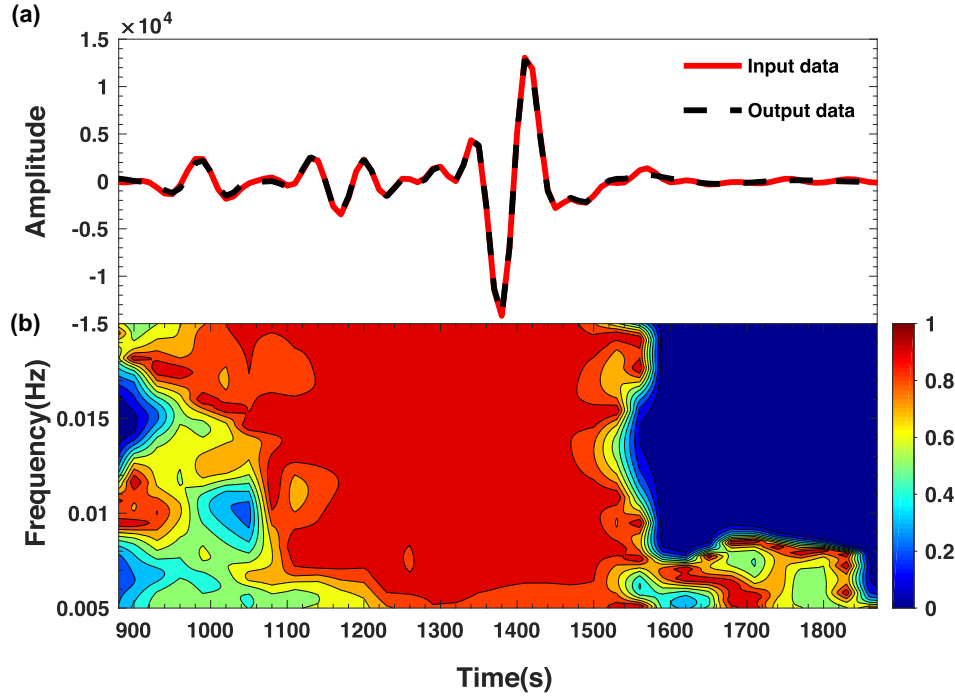 (a)
×10⁴
1.5
1
0.5
0
-0.5
-1
-1.5
Amplitude
Input data
Output data
(b)
0.015
0.01
0.005
Frequency(Hz)
900 1000 1100 1200 1300 1400 1500 1600 1700 1800
Time(s)
1
0.8
0.6
0.4
0.2
0